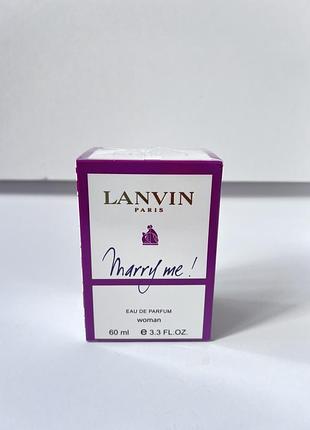 LANVIN
PARIS
Marry me !
EAU DE PARFUM
woman
60 ml e 3.3 FL.OZ.